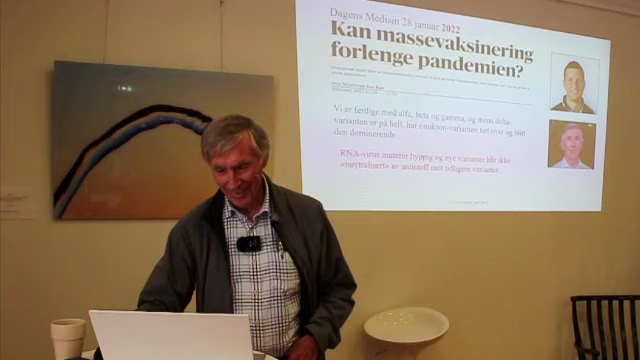 Dagens Medisin 28 januar 2022
Kan massevaksinering
forlenge pandemien?
Vi er ferdige med alfa, beta og gamma, og mens delta-
varianten er på hell, har omikron-varianten tatt over og blitt
den dominerende
RNA-virus muterer hyppig og nye varianter blir ikke
«nøytralisert» av antistoff mot tidligere varianter